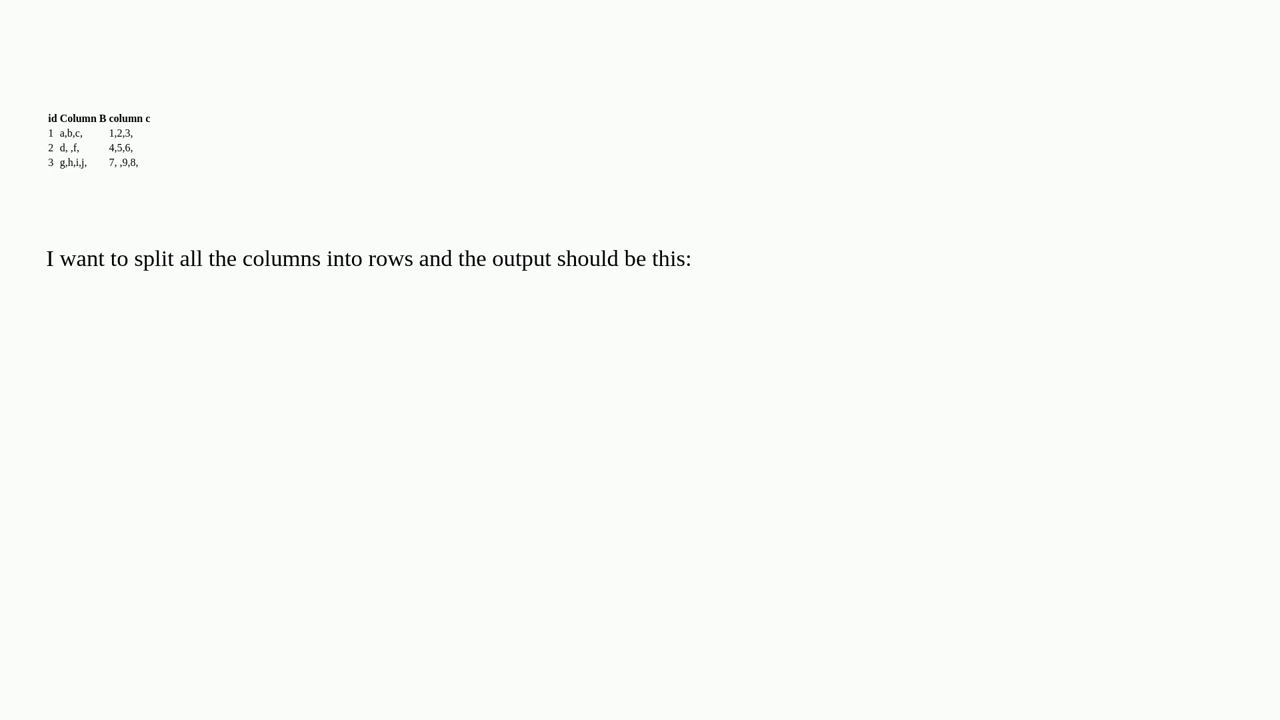 id Column B column c
1 a,b,c, 1,2,3,
2 d, ,f, 4,5,6,
3 g,h,i,j, 7, ,9,8,
I want to split all the columns into rows and the output should be this: